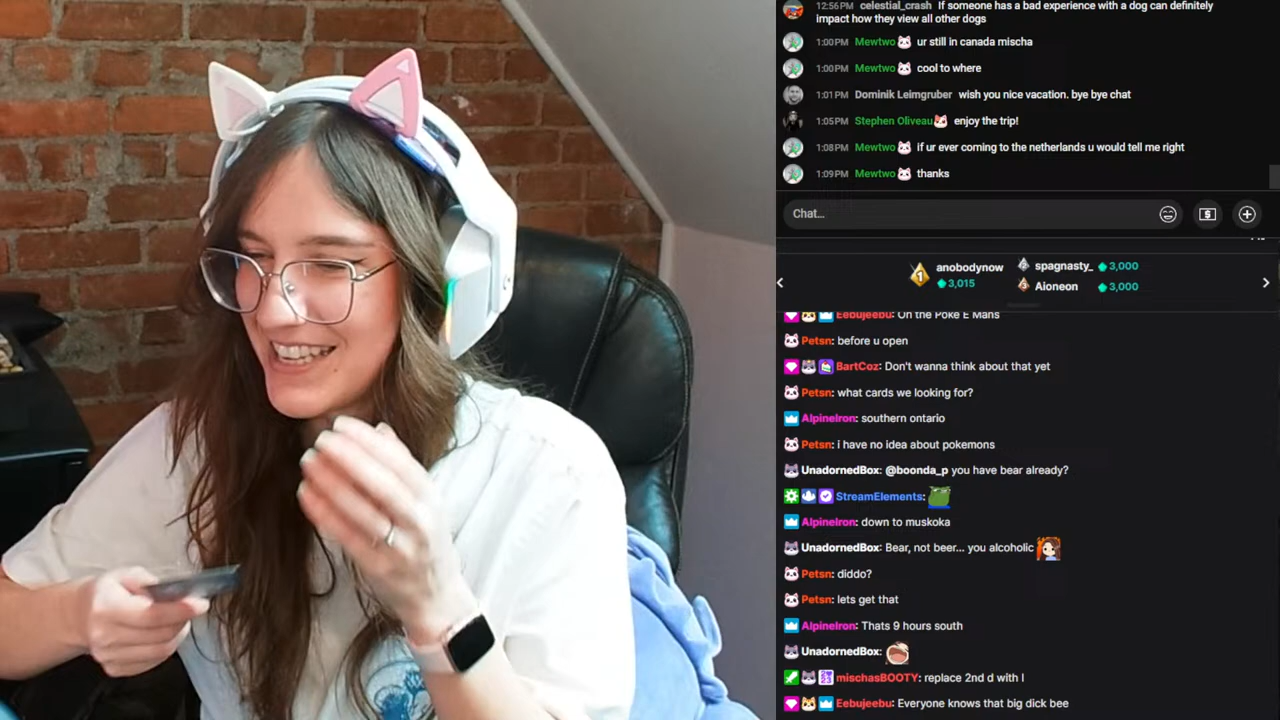 12:56PM celestial_crash If someone has a bad experience with a dog can definitely
impact how they view all other dogs
1:00PM Mewtwo ur still in canada mischa
1:00PM Mewtwo cool to where
1:01PM Dominik Leimgruber wish you nice vacation. bye bye chat
1:05PM Stephen Oliveau enjoy the trip!
1:08PM Mewtwo if ur ever coming to the netherlands u would tell me right
1:09PM Mewtwo thanks
Chat...
1 anobodynow 3,015
2 spagnasty_ 3,000
3 Aioneon 3,000
Eebujeebu: On the Poke E Mans
Petsn: before u open
BartCoz: Don't wanna think about that yet
Petsn: what cards we looking for?
AlpineIron: southern ontario
Petsn: i have no idea about pokemons
UnadornedBox: @boonda_p you have bear already?
StreamElements:
AlpineIron: down to muskoka
UnadornedBox: Bear, not beer... you alcoholic
Petsn: diddo?
Petsn: lets get that
AlpineIron: Thats 9 hours south
UnadornedBox:
mischasBOOTY: replace 2nd d with l
Eebujeebu: Everyone knows that big dick bee